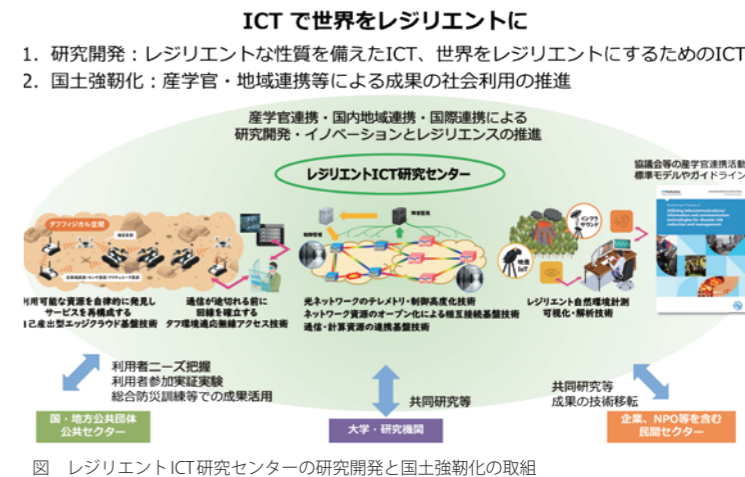 ICT で世界をレジリエントに
1. 研究開発：レジリエントな性質を備えたICT、世界をレジリエントにするためのICT
2. 国土強靭化：産学官・地域連携等による成果の社会利用の推進
産学官連携・国内地域連携・国際連携による
研究開発・イノベーションとレジリエンスの推進
レジリエントICT研究センター
協議会等の産学官連携活動
標準モデルやガイドライン
タフフィジカル空間
インフラ
サウンド
映像
IoT
利用可能な資源を自律的に発見し
サービスを再構成する
自己産出型エッジクラウド基盤技術
通信が途切れる前に
回線を確立する
タフ環境適応無線アクセス技術
光ネットワークのテレメトリ・制御高度化技術
ネットワーク資源のオープン化による相互接続基盤技術
通信・計算資源の連携基盤技術
レジリエント自然環境計測
可視化・解析技術
利用者ニーズ把握
利用者参加実証実験
総合防災訓練等での成果活用
共同研究等
共同研究等
成果の技術移転
国・地方公共団体
公共セクター
大学・研究機関
企業、NPO等を含む
民間セクター
図　レジリエントICT研究センターの研究開発と国土強靭化の取組